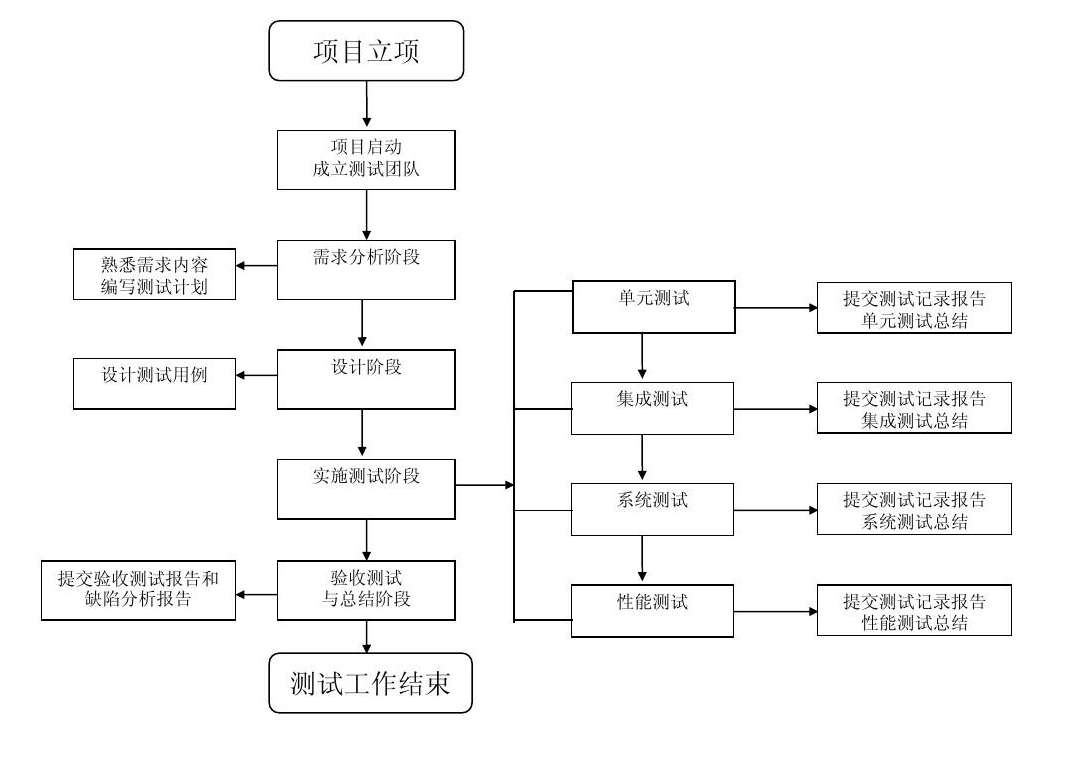 项目立项
项目启动
成立测试团队
需求分析阶段
熟悉需求内容
编写测试计划
设计阶段
设计测试用例
实施测试阶段
单元测试
提交测试记录报告
单元测试总结
集成测试
提交测试记录报告
集成测试总结
系统测试
提交测试记录报告
系统测试总结
性能测试
提交测试记录报告
性能测试总结
验收测试
与总结阶段
提交验收测试报告和
缺陷分析报告
测试工作结束